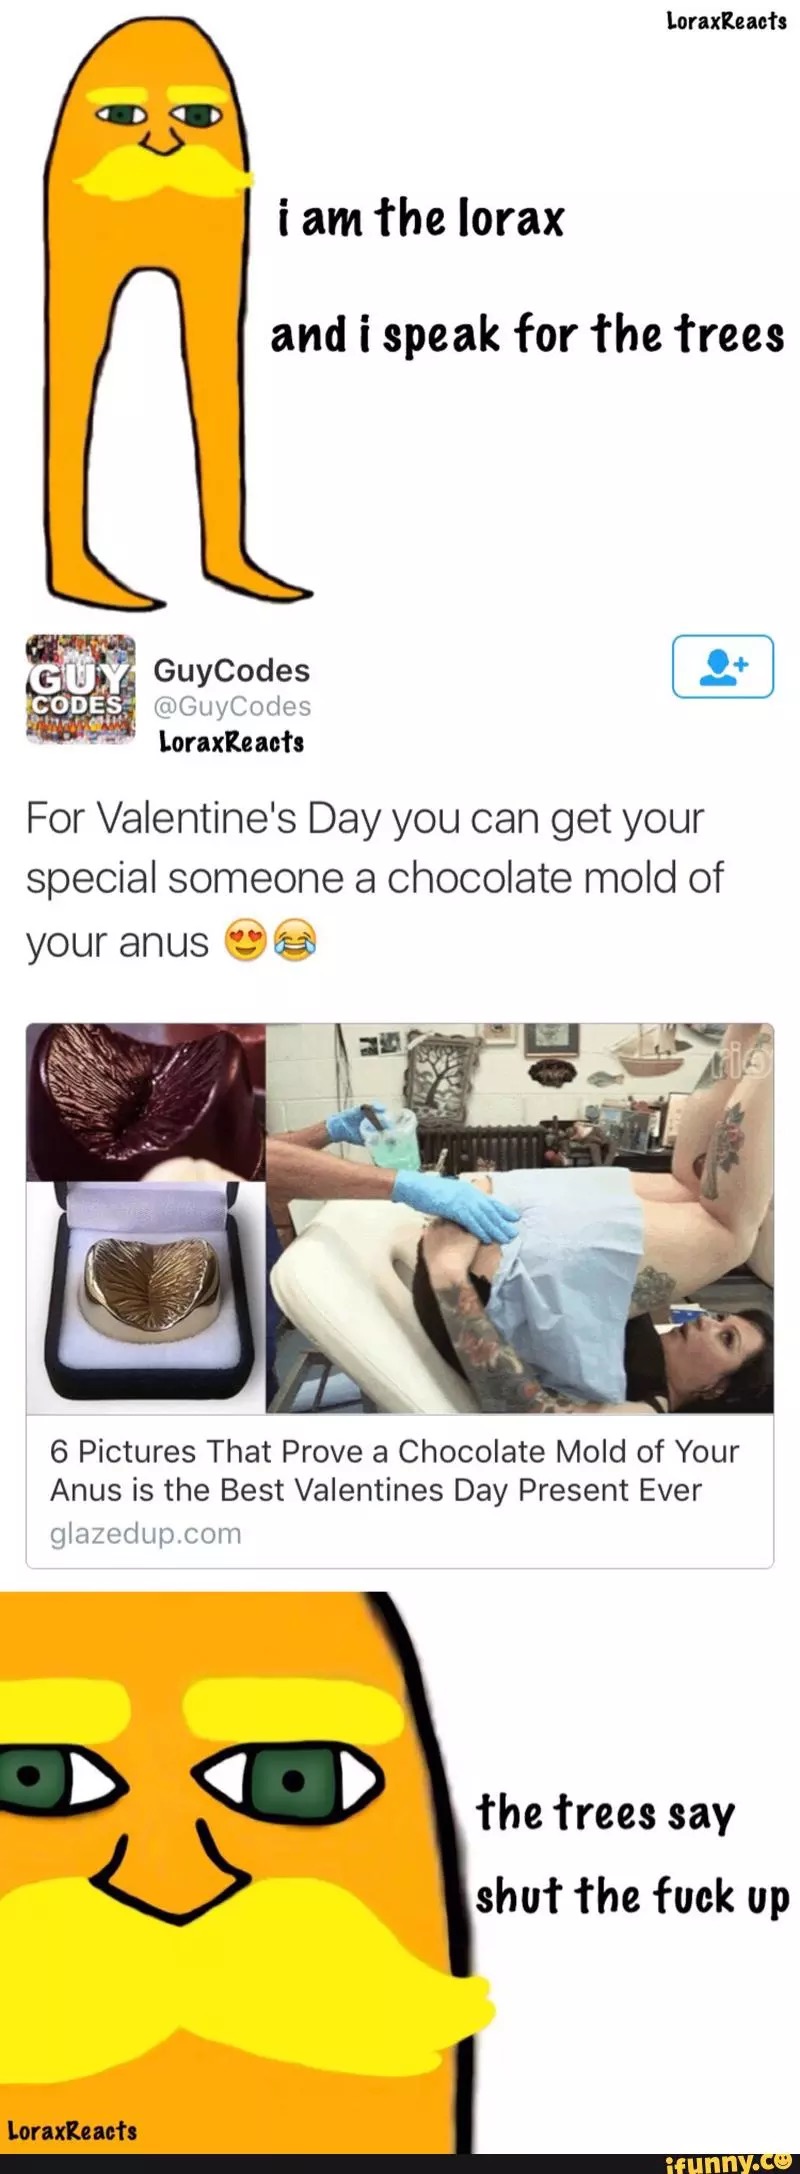 LoraxReacts
i am the lorax
and i speak for the trees
GUY
CODES
GuyCodes
@GuyCodes
LoraxReacts
For Valentine's Day you can get your
special someone a chocolate mold of
your anus 😍😂
6 Pictures That Prove a Chocolate Mold of Your
Anus is the Best Valentines Day Present Ever
glazedup.com
the trees say
shut the fuck up
LoraxReacts
ifunny.co